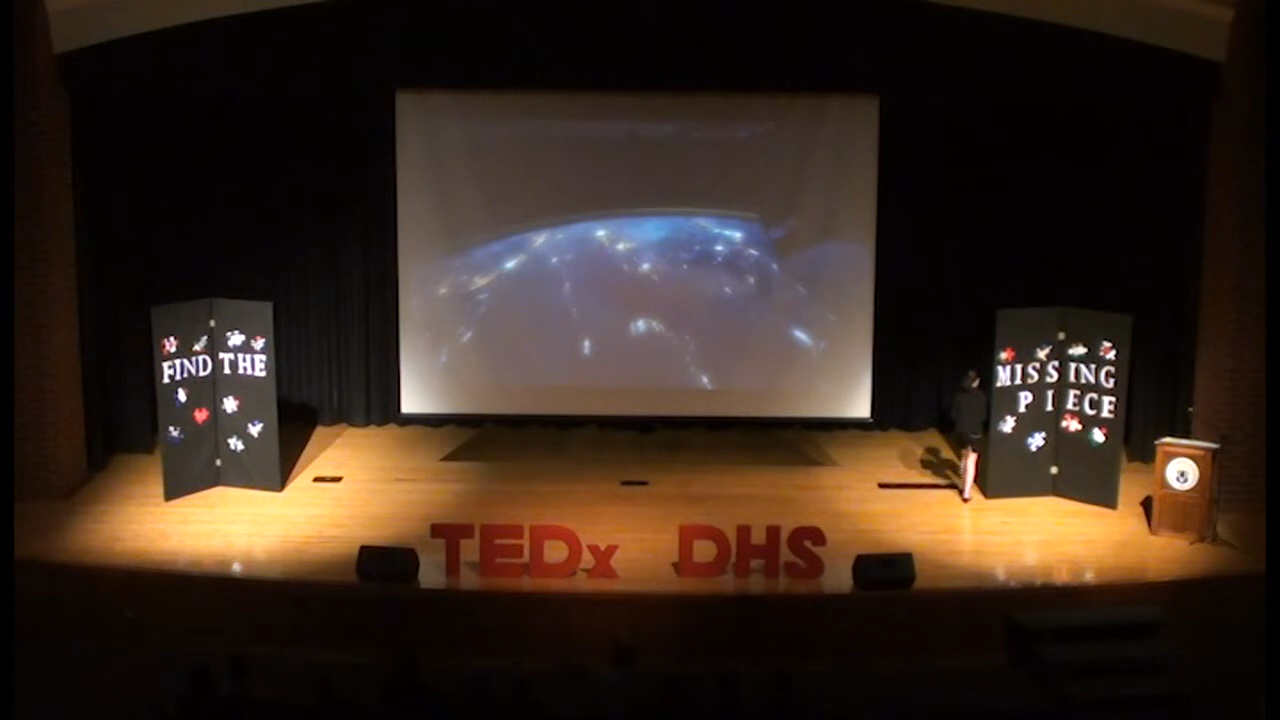 FIND THE
MISSING
PIECE
TEDx DHS